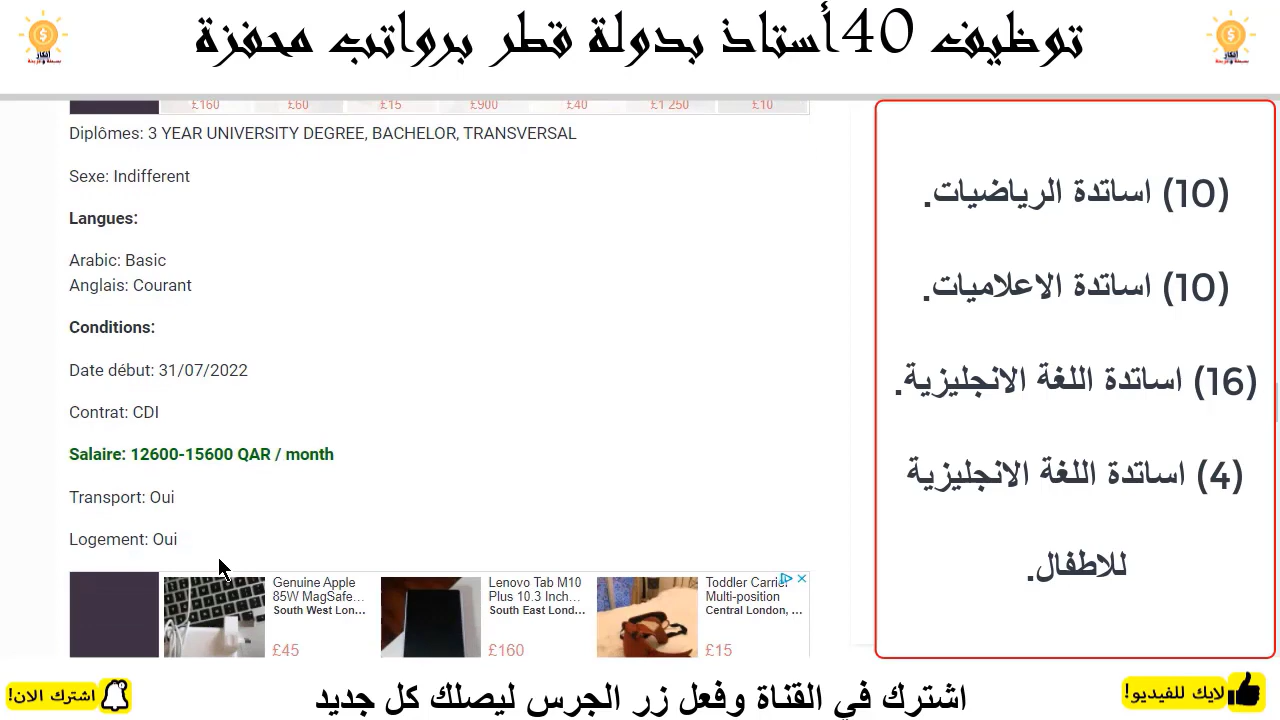 توظيف 40أستاذ بدولة قطر برواتب محفزة
£160 £60 £15 £900 £40 £1 250 £10
Diplômes: 3 YEAR UNIVERSITY DEGREE, BACHELOR, TRANSVERSAL
Sexe: Indifferent
Langues:
Arabic: Basic
Anglais: Courant
Conditions:
Date début: 31/07/2022
Contrat: CDI
Salaire: 12600-15600 QAR / month
Transport: Oui
Logement: Oui
Genuine Apple
85W MagSafe...
South West Lon...
£45
Lenovo Tab M10
Plus 10.3 Inch...
South East Lond...
£160
Toddler Carrier
Multi-position
Central London, ...
£15
(10) اساتدة الرياضيات.
(10) اساتدة الاعلاميات.
(16) اساتدة اللغة الانجليزية.
(4) اساتدة اللغة الانجليزية
للاطفال.
لايك للفيديو!
اشترك في القناة وفعل زر الجرس ليصلك كل جديد
اشترك الان!